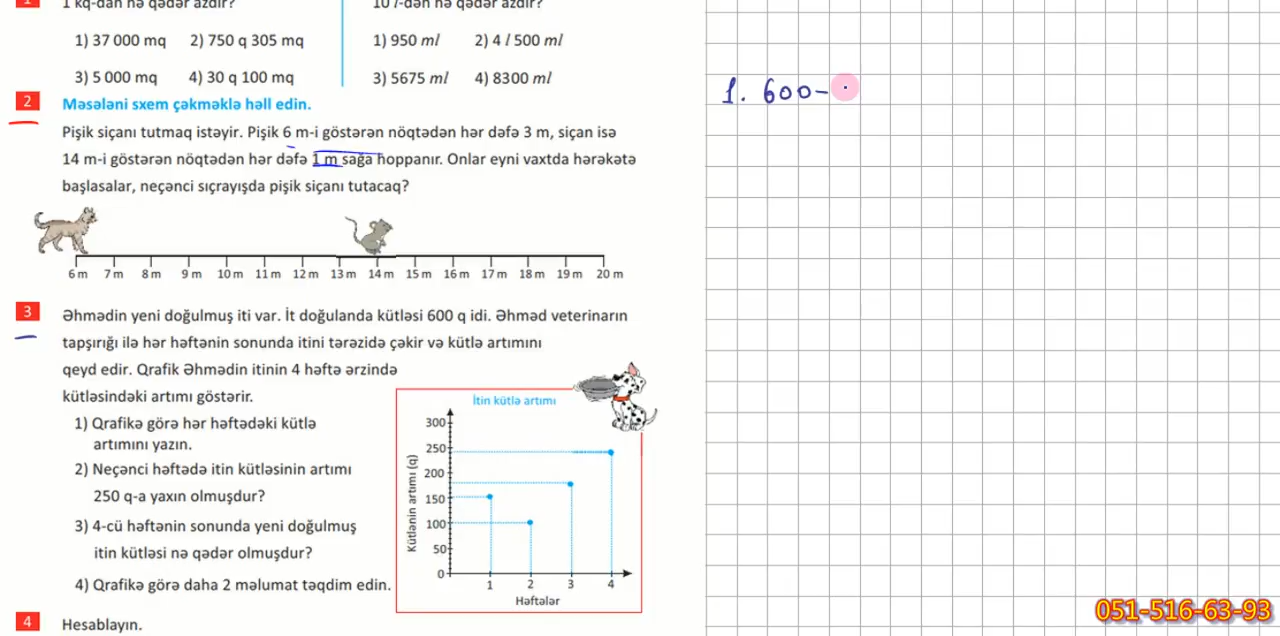 1
1 kq-dan nə qədər azdır?
1) 37 000 mq 2) 750 q 305 mq
3) 5 000 mq 4) 30 q 100 mq
10 l-dən nə qədər azdır?
1) 950 ml 2) 4 l 500 ml
3) 5675 ml 4) 8300 ml
2
Məsələni sxem çəkməklə həll edin.
Pişik siçanı tutmaq istəyir. Pişik 6 m-i göstərən nöqtədən hər dəfə 3 m, siçan isə
14 m-i göstərən nöqtədən hər dəfə 1 m sağa hoppanır. Onlar eyni vaxtda hərəkətə
başlasalar, neçənci sıçrayışda pişik siçanı tutacaq?
6 m 7 m 8 m 9 m 10 m 11 m 12 m 13 m 14 m 15 m 16 m 17 m 18 m 19 m 20 m
3
Əhmədin yeni doğulmuş iti var. İt doğulanda kütləsi 600 q idi. Əhməd veterinarın
tapşırığı ilə hər həftənin sonunda itini tərəzidə çəkir və kütlə artımını
qeyd edir. Qrafik Əhmədin itinin 4 həftə ərzində
kütləsindəki artımı göstərir.
1) Qrafikə görə hər həftədəki kütlə
artımını yazın.
2) Neçənci həftədə itin kütləsinin artımı
250 q-a yaxın olmuşdur?
3) 4-cü həftənin sonunda yeni doğulmuş
itin kütləsi nə qədər olmuşdur?
4) Qrafikə görə daha 2 məlumat təqdim edin.
İtin kütlə artımı
Kütlənin artımı (q)
300
250
200
150
100
50
0
1 2 3 4
Həftələr
4
Hesablayın.
1. 600-
051-516-63-93